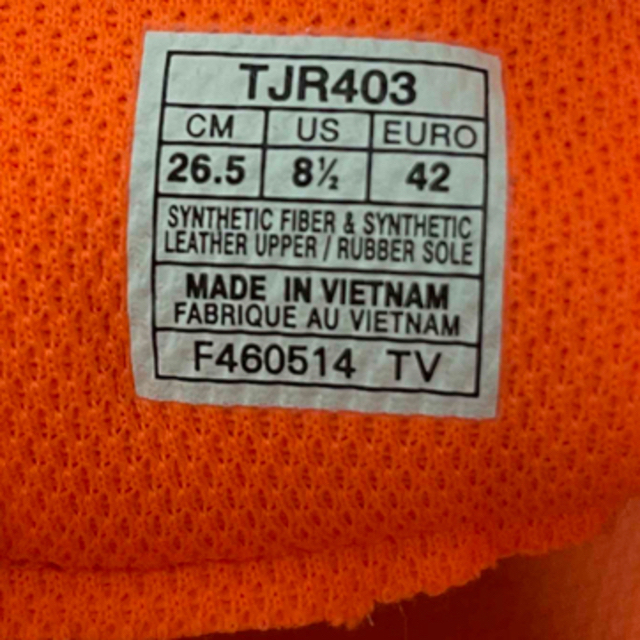 TJR403
CM US EURO
26.5 8½ 42
SYNTHETIC FIBER & SYNTHETIC
LEATHER UPPER / RUBBER SOLE
MADE IN VIETNAM
FABRIQUE AU VIETNAM
F460514 TV